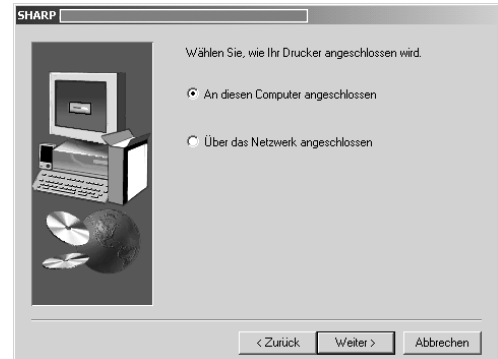 SHARP
Wählen Sie, wie Ihr Drucker angeschlossen wird.
An diesen Computer angeschlossen
Über das Netzwerk angeschlossen
< Zurück Weiter > Abbrechen